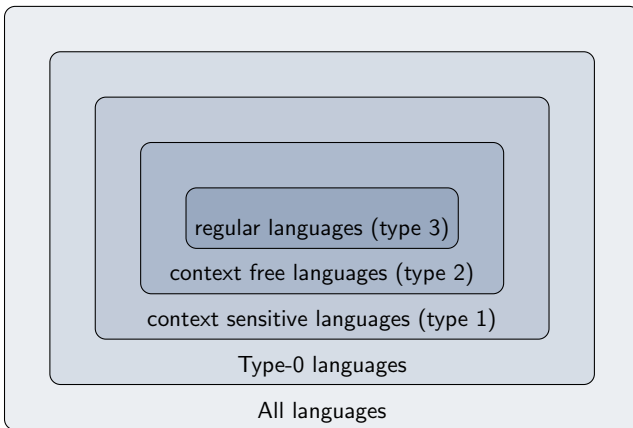 regular languages (type 3)
context free languages (type 2)
context sensitive languages (type 1)
Type-0 languages
All languages